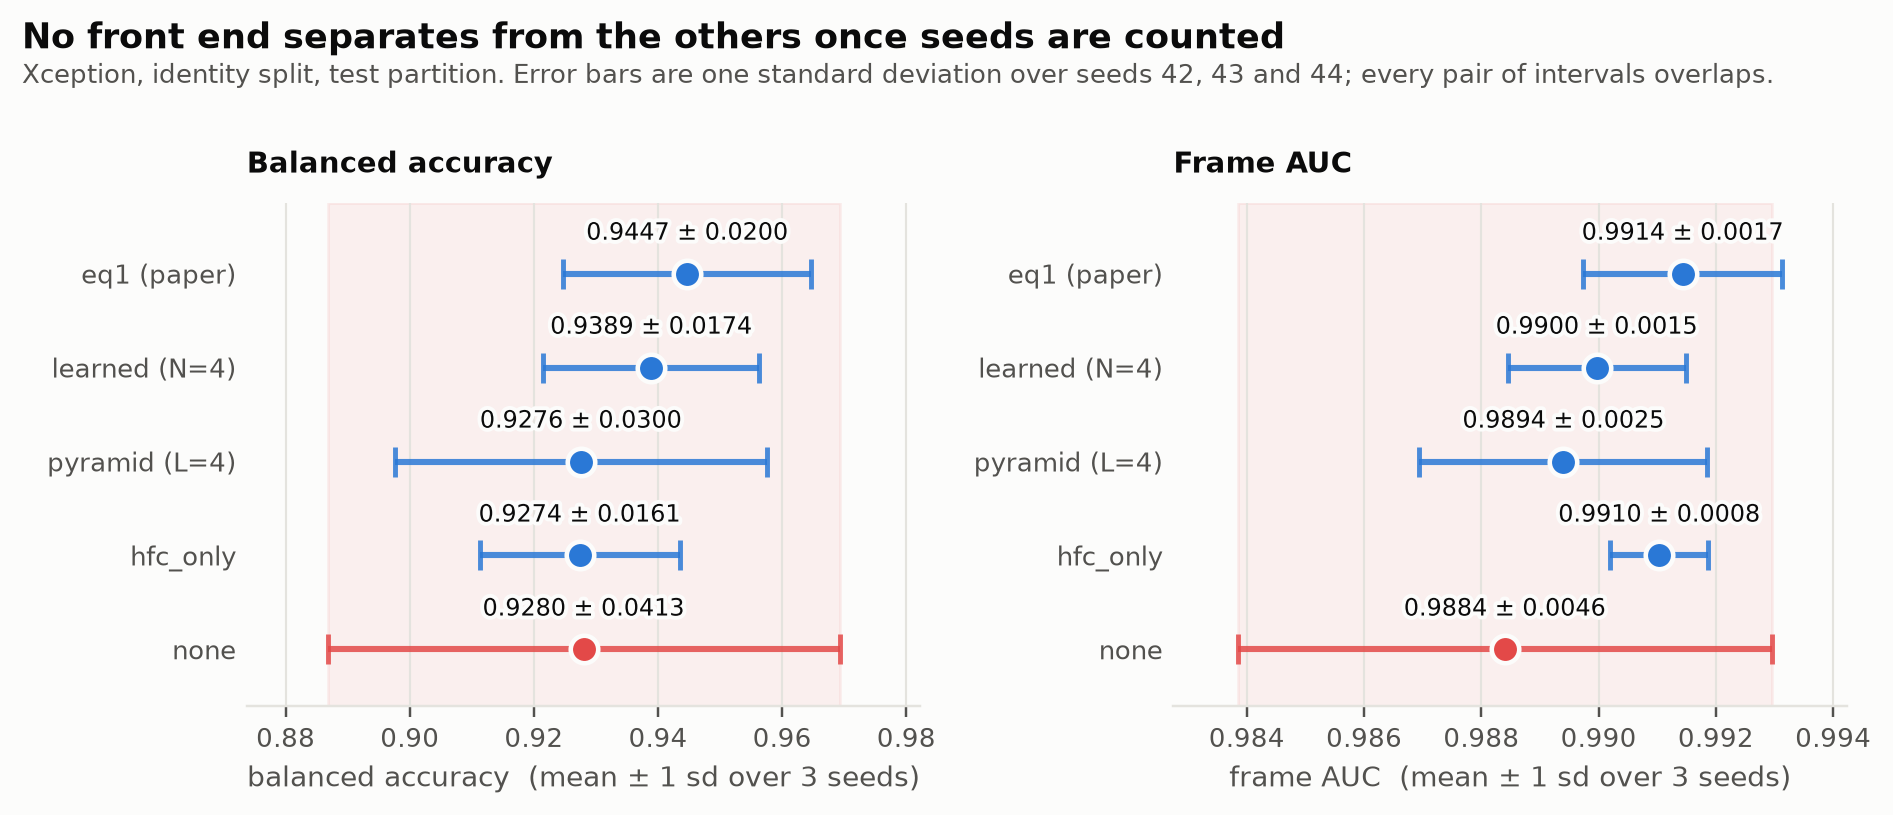 No front end separates from the others once seeds are counted
Xception, identity split, test partition. Error bars are one standard deviation over seeds 42, 43 and 44; every pair of intervals overlaps.
Balanced accuracy
0.9447 ± 0.0200
eq1 (paper)
0.9389 ± 0.0174
learned (N=4)
0.9276 ± 0.0300
pyramid (L=4)
0.9274 ± 0.0161
hfc_only
0.9280 ± 0.0413
none
0.88 0.90 0.92 0.94 0.96 0.98
balanced accuracy (mean ± 1 sd over 3 seeds)
Frame AUC
0.9914 ± 0.0017
eq1 (paper)
0.9900 ± 0.0015
learned (N=4)
0.9894 ± 0.0025
pyramid (L=4)
0.9910 ± 0.0008
hfc_only
0.9884 ± 0.0046
none
0.984 0.986 0.988 0.990 0.992 0.994
frame AUC (mean ± 1 sd over 3 seeds)